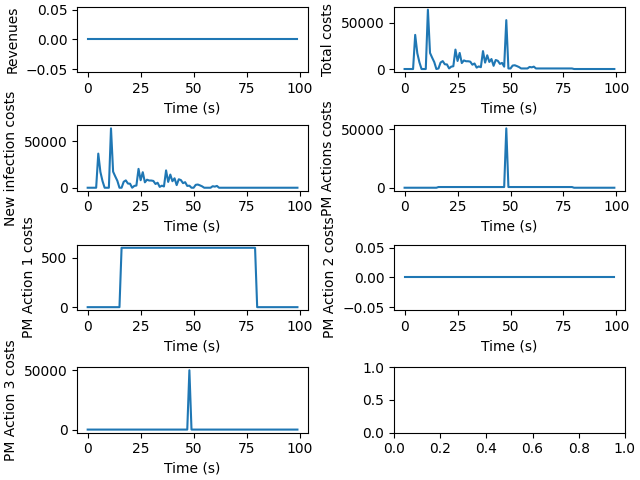 Revenues
0.05
0.00
−0.05
0 25 50 75 100
Time (s)
Total costs
50000
0
0 25 50 75 100
Time (s)
New infection costs
50000
0
0 25 50 75 100
Time (s)
PM Actions costs
50000
0
0 25 50 75 100
Time (s)
PM Action 1 costs
500
0
0 25 50 75 100
Time (s)
PM Action 2 costs
0.05
0.00
−0.05
0 25 50 75 100
Time (s)
PM Action 3 costs
50000
0
0 25 50 75 100
Time (s)
1.0
0.5
0.0
0.0 0.2 0.4 0.6 0.8 1.0